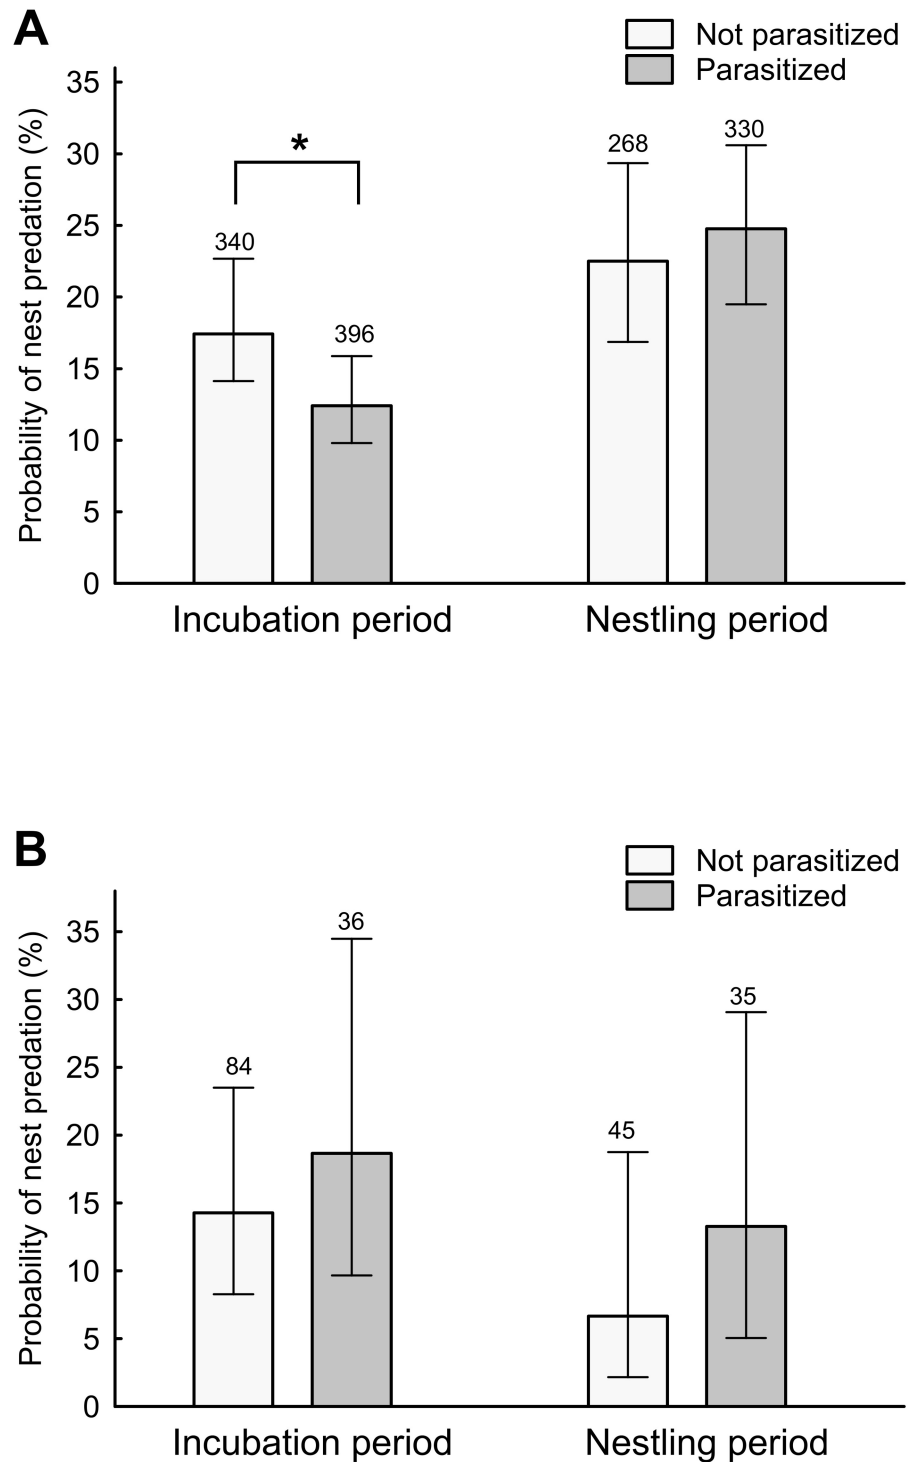 A
Not parasitized
Parasitized
Probability of nest predation (%)
35
30
25
20
15
10
5
0
*
340
396
268
330
Incubation period
Nestling period
B
Not parasitized
Parasitized
Probability of nest predation (%)
35
30
25
20
15
10
5
0
84
36
45
35
Incubation period
Nestling period